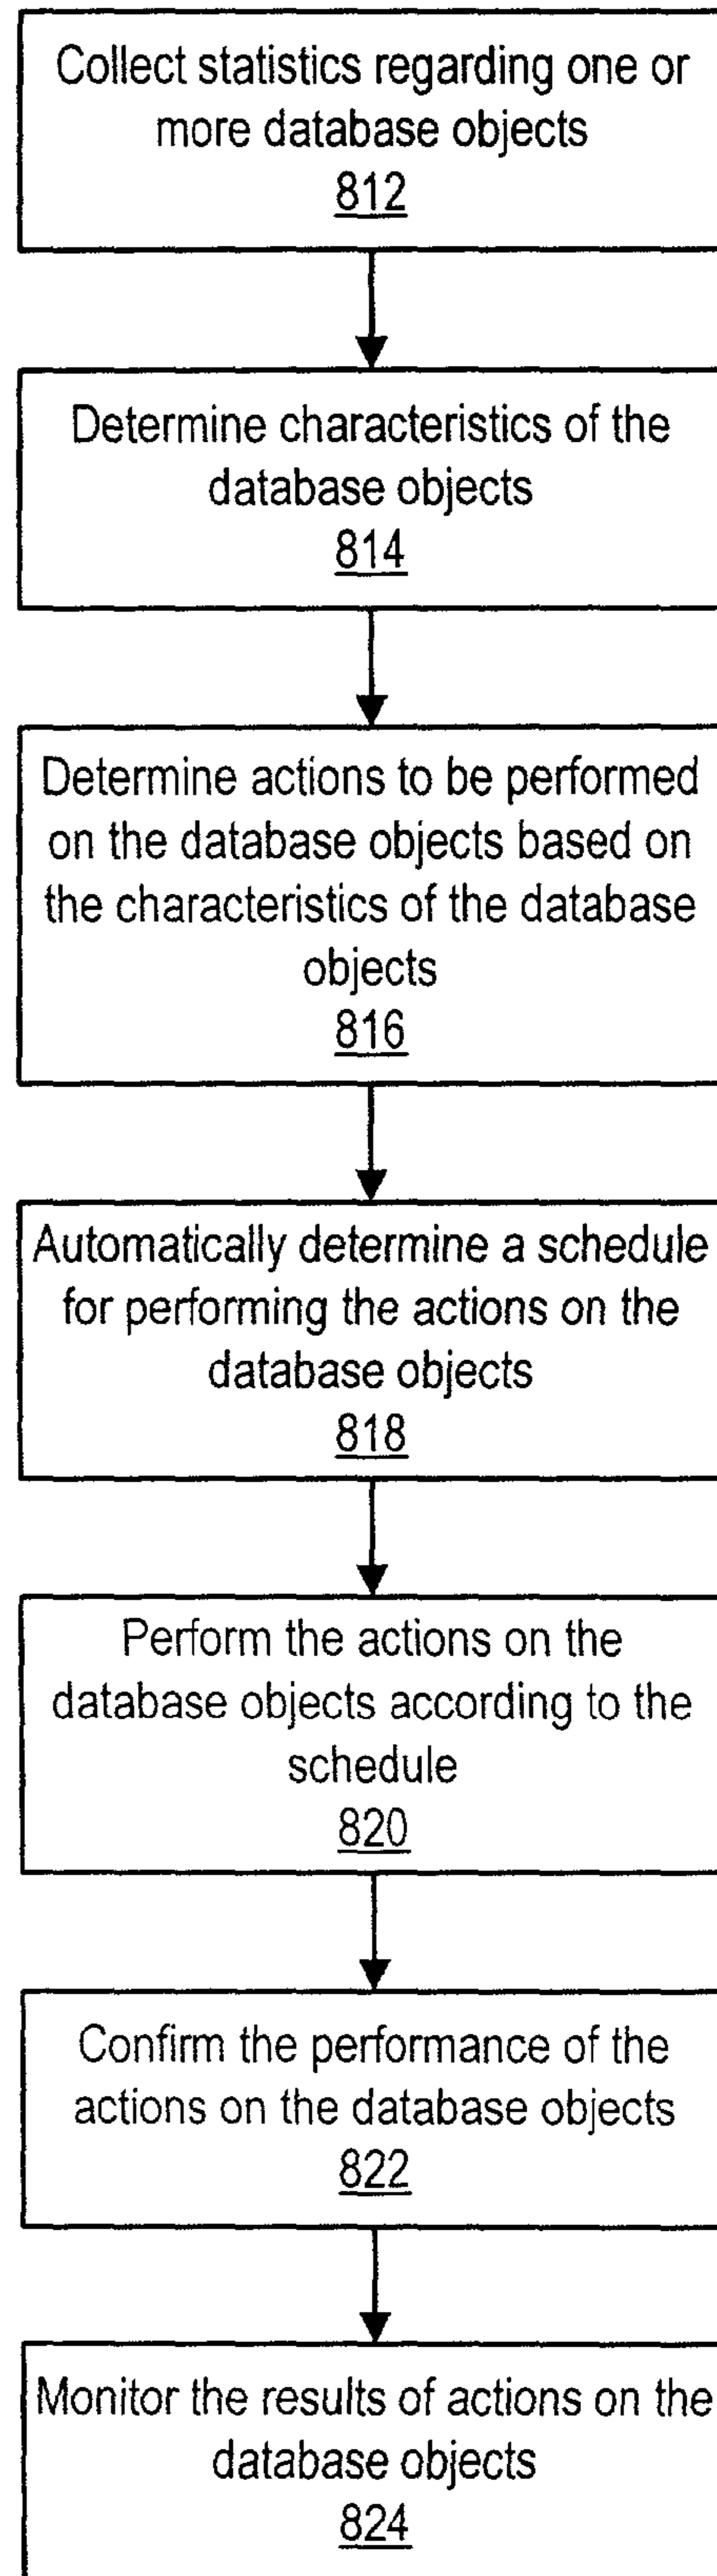 Collect statistics regarding one or
more database objects
812
Determine characteristics of the
database objects
814
Determine actions to be performed
on the database objects based on
the characteristics of the database
objects
816
Automatically determine a schedule
for performing the actions on the
database objects
818
Perform the actions on the
database objects according to the
schedule
820
Confirm the performance of the
actions on the database objects
822
Monitor the results of actions on the
database objects
824